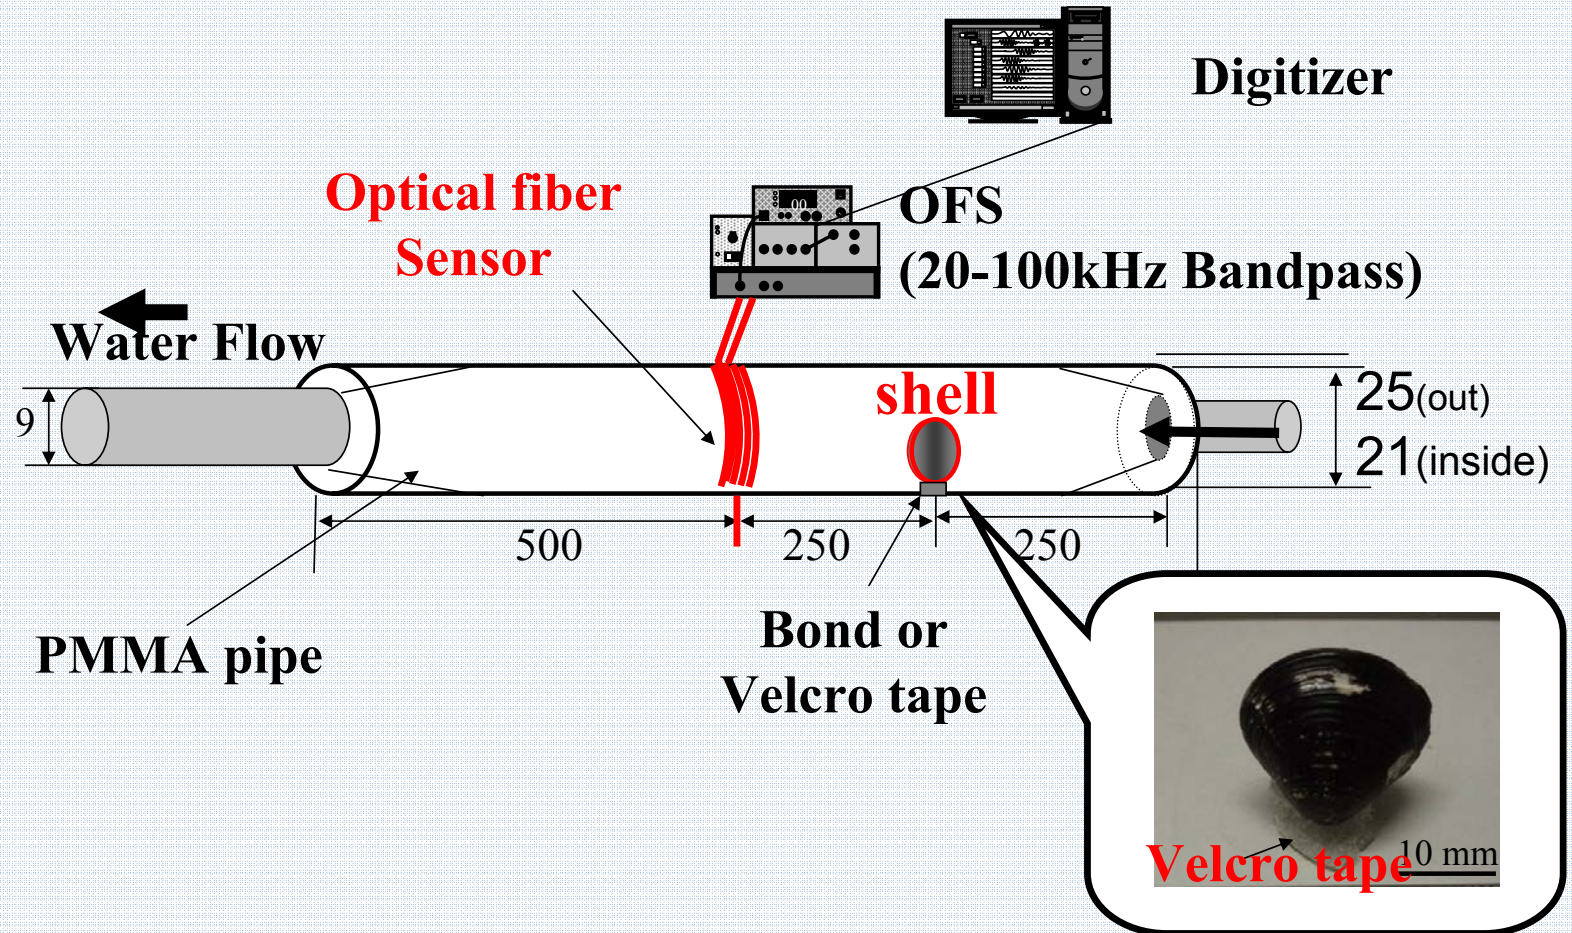 Digitizer
Optical fiber
Sensor
00
OFS
(20-100kHz Bandpass)
Water Flow
9
shell
25(out)
21(inside)
500
250
250
PMMA pipe
Bond or
Velcro tape
Velcro tape
10 mm